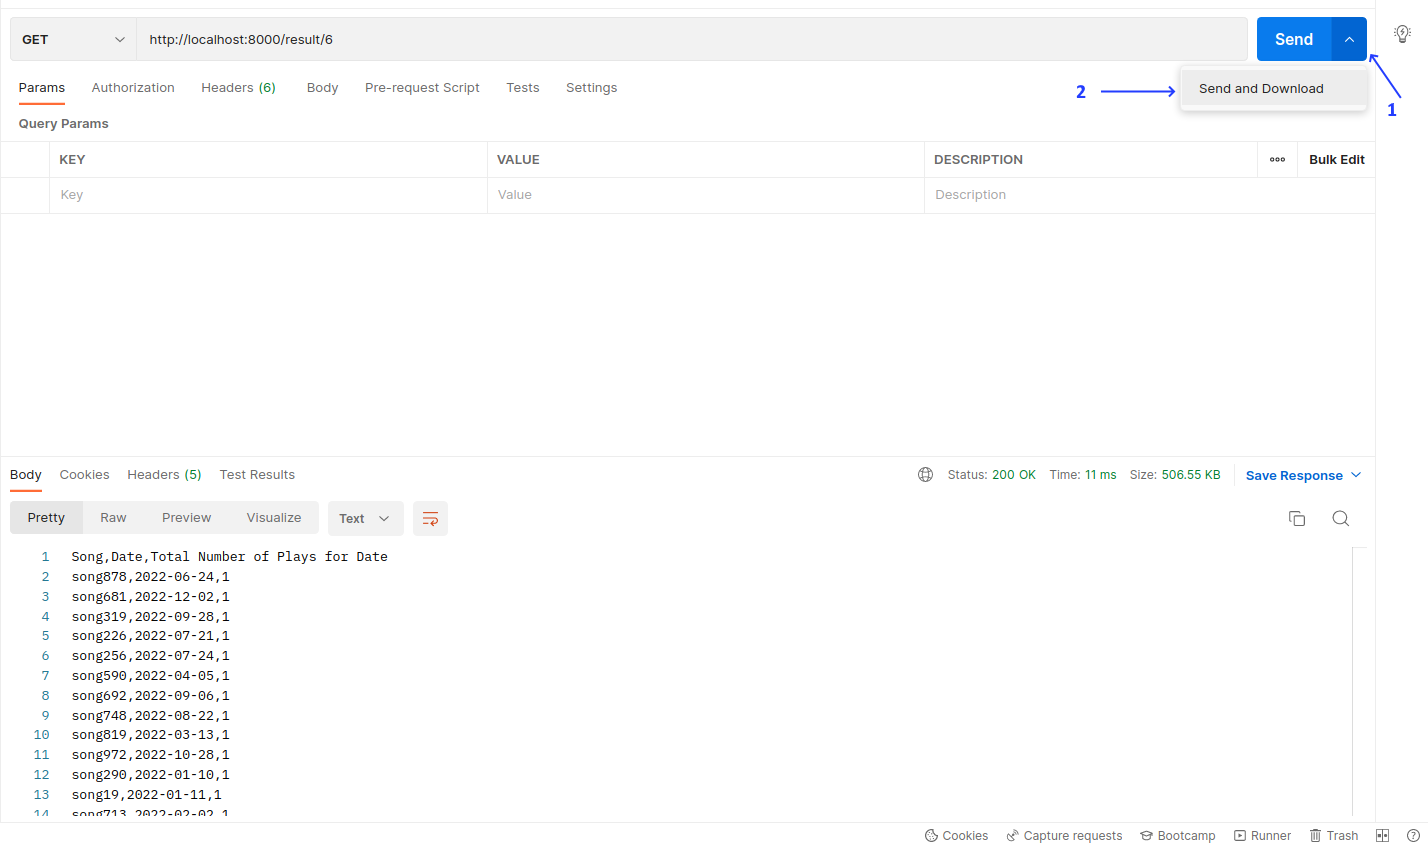 GET http://localhost:8000/result/6 Send
Params Authorization Headers (6) Body Pre-request Script Tests Settings 2 Send and Download
1
Query Params
KEY VALUE DESCRIPTION Bulk Edit
Key Value Description
Body Cookies Headers (5) Test Results Status: 200 OK Time: 11 ms Size: 506.55 KB Save Response
Pretty Raw Preview Visualize Text
1 Song,Date,Total Number of Plays for Date
2 song878,2022-06-24,1
3 song681,2022-12-02,1
4 song319,2022-09-28,1
5 song226,2022-07-21,1
6 song256,2022-07-24,1
7 song590,2022-04-05,1
8 song692,2022-09-06,1
9 song748,2022-08-22,1
10 song819,2022-03-13,1
11 song972,2022-10-28,1
12 song290,2022-01-10,1
13 song19,2022-01-11,1
14 song713,2022-02-02,1
Cookies Capture requests Bootcamp Runner Trash